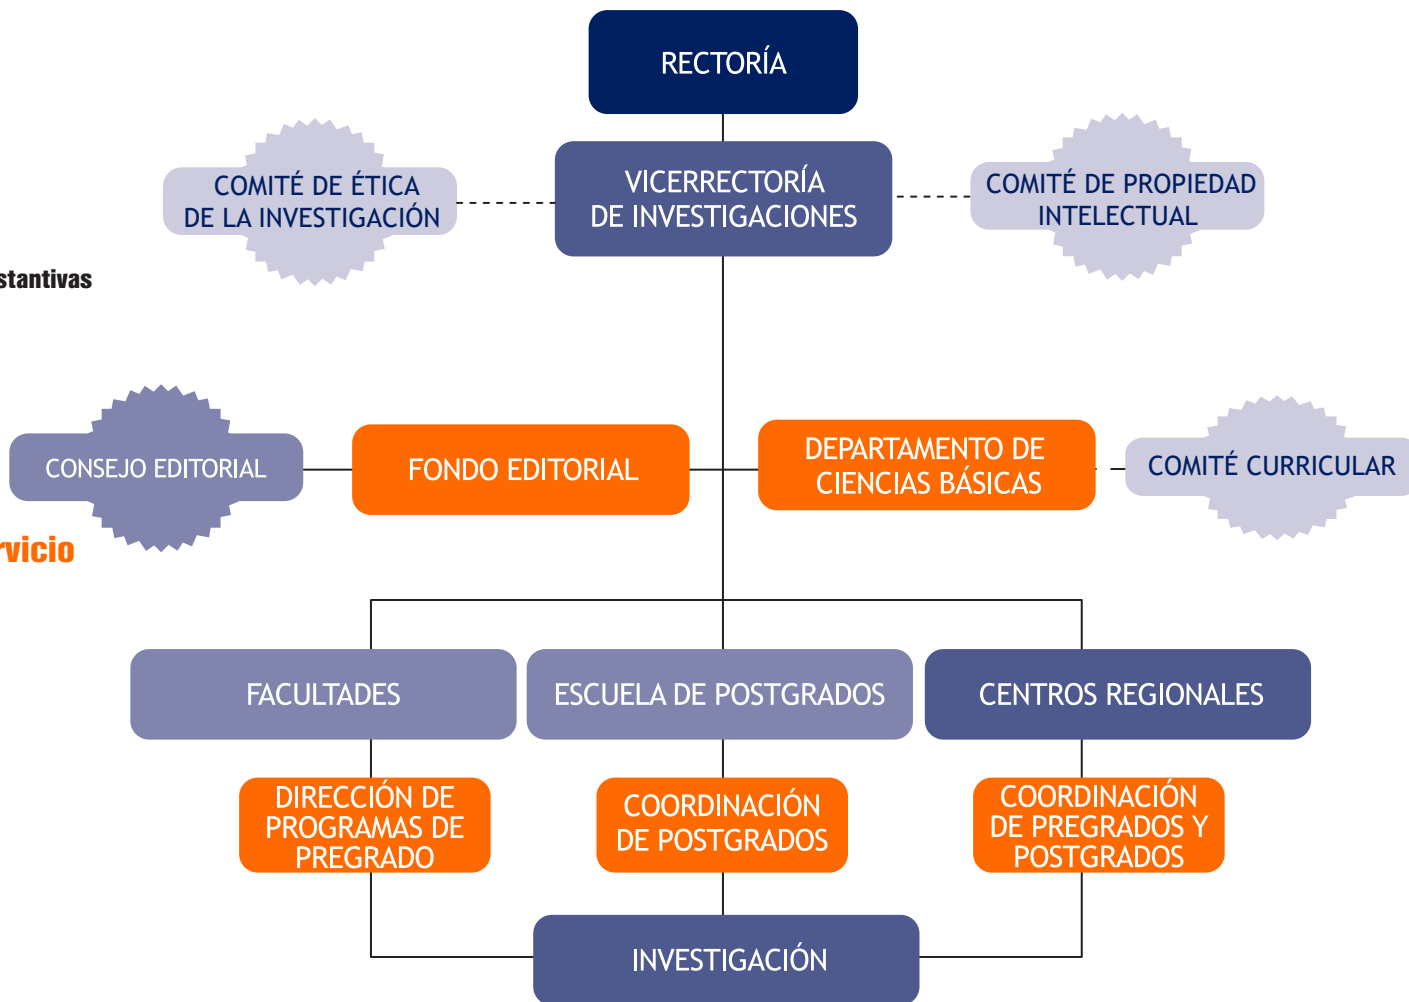 RECTORÍA
COMITÉ DE ÉTICA
DE LA INVESTIGACIÓN
VICERRECTORÍA
DE INVESTIGACIONES
COMITÉ DE PROPIEDAD
INTELECTUAL
stantivas
CONSEJO EDITORIAL
FONDO EDITORIAL
DEPARTAMENTO DE
CIENCIAS BÁSICAS
COMITÉ CURRICULAR
rvicio
FACULTADES
ESCUELA DE POSTGRADOS
CENTROS REGIONALES
DIRECCIÓN DE
PROGRAMAS DE
PREGRADO
COORDINACIÓN
DE POSTGRADOS
COORDINACIÓN
DE PREGRADOS Y
POSTGRADOS
INVESTIGACIÓN